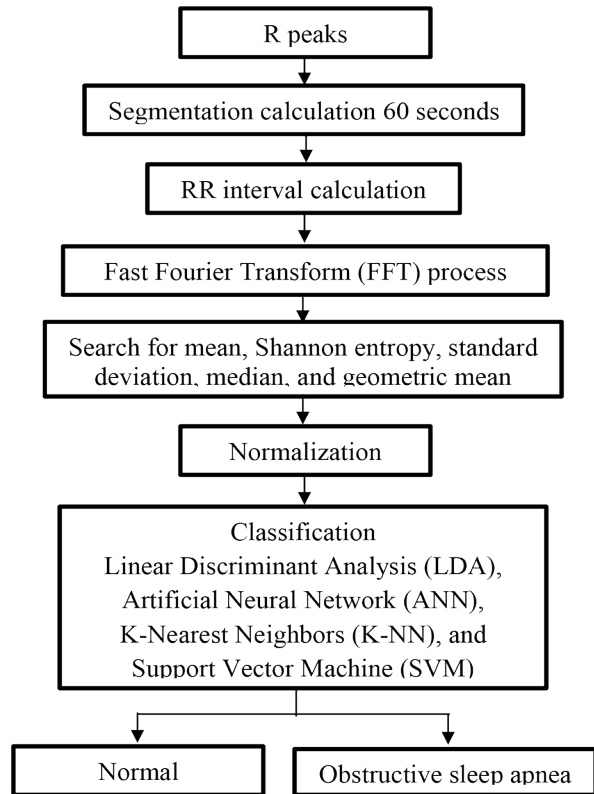 R peaks
Segmentation calculation 60 seconds
RR interval calculation
Fast Fourier Transform (FFT) process
Search for mean, Shannon entropy, standard
deviation, median, and geometric mean
Normalization
Classification
Linear Discriminant Analysis (LDA),
Artificial Neural Network (ANN),
K-Nearest Neighbors (K-NN), and
Support Vector Machine (SVM)
Normal
Obstructive sleep apnea